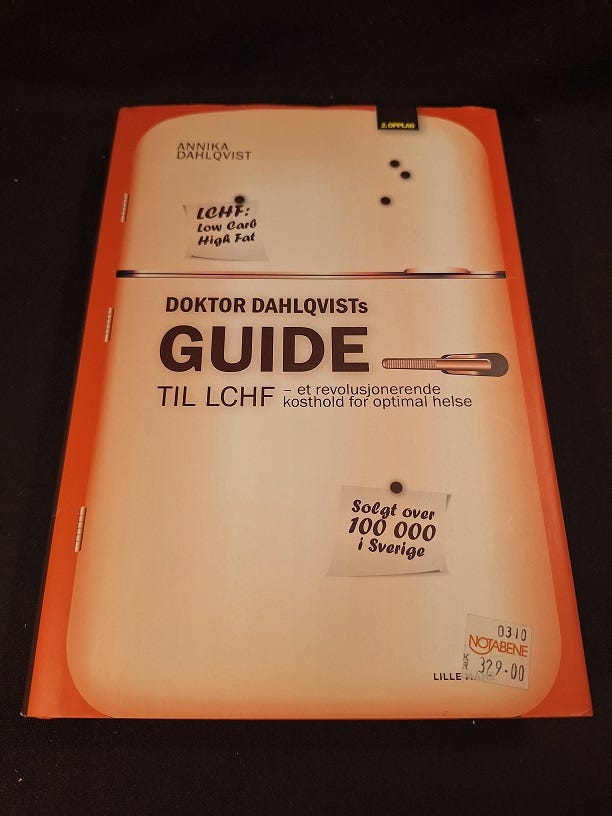 2. OPPLAG
ANNIKA
DAHLQVIST
LCHF:
Low Carb
High Fat
DOKTOR DAHLQVISTs
GUIDE
TIL LCHF – et revolusjonerende
kosthold for optimal helse
Solgt over
100 000
i Sverige
0310
NOTABENE
KR 329.00
LILLE